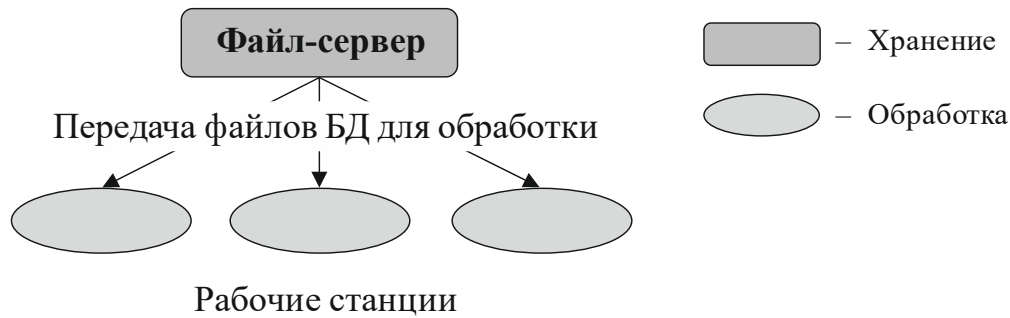 Файл-сервер
– Хранение
Передача файлов БД для обработки
– Обработка
Рабочие станции